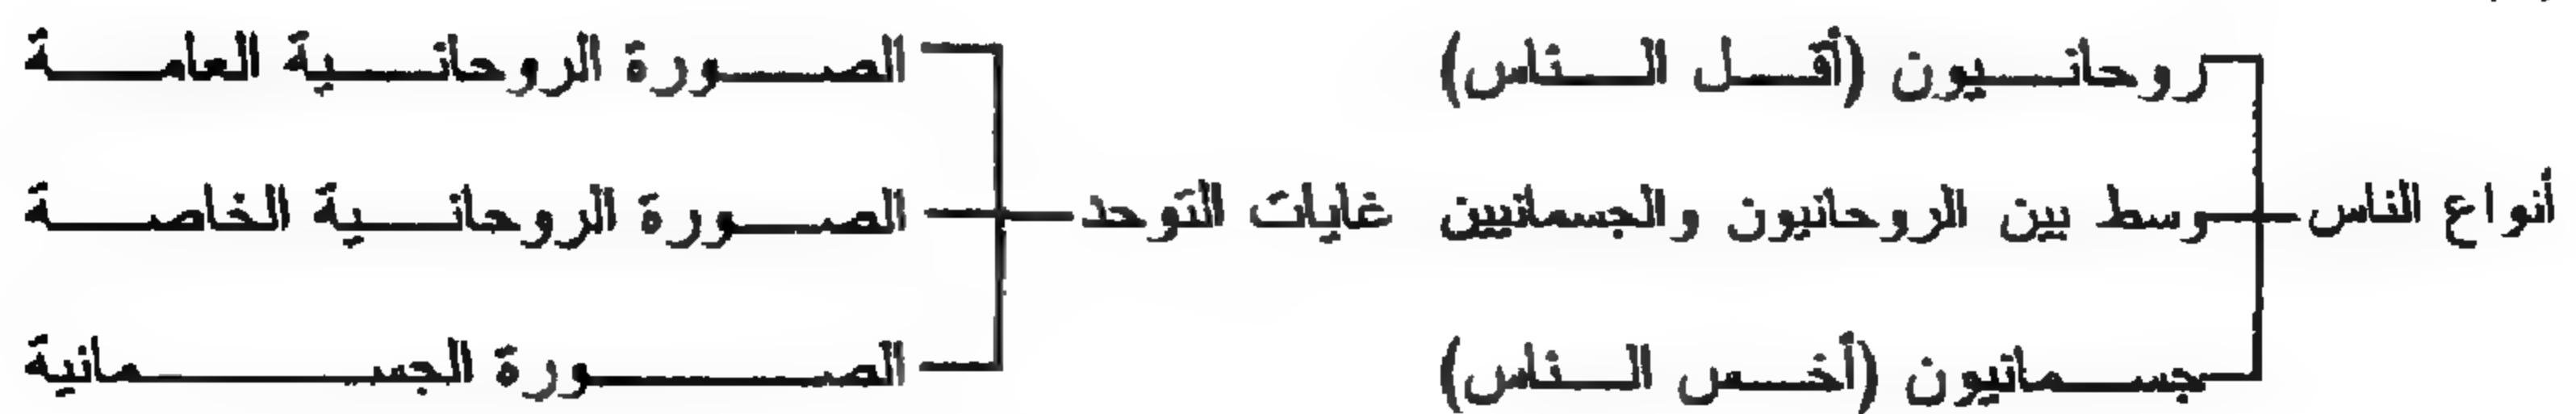 روحانيون (أقل الناس) الصورة الروحانية العامة
أنواع الناس وسط بين الروحانيون والجسمانيين غايات التوحد الصورة الروحانية الخاصة
جسمانيون (أخس الناس) الصورة الجسمانية